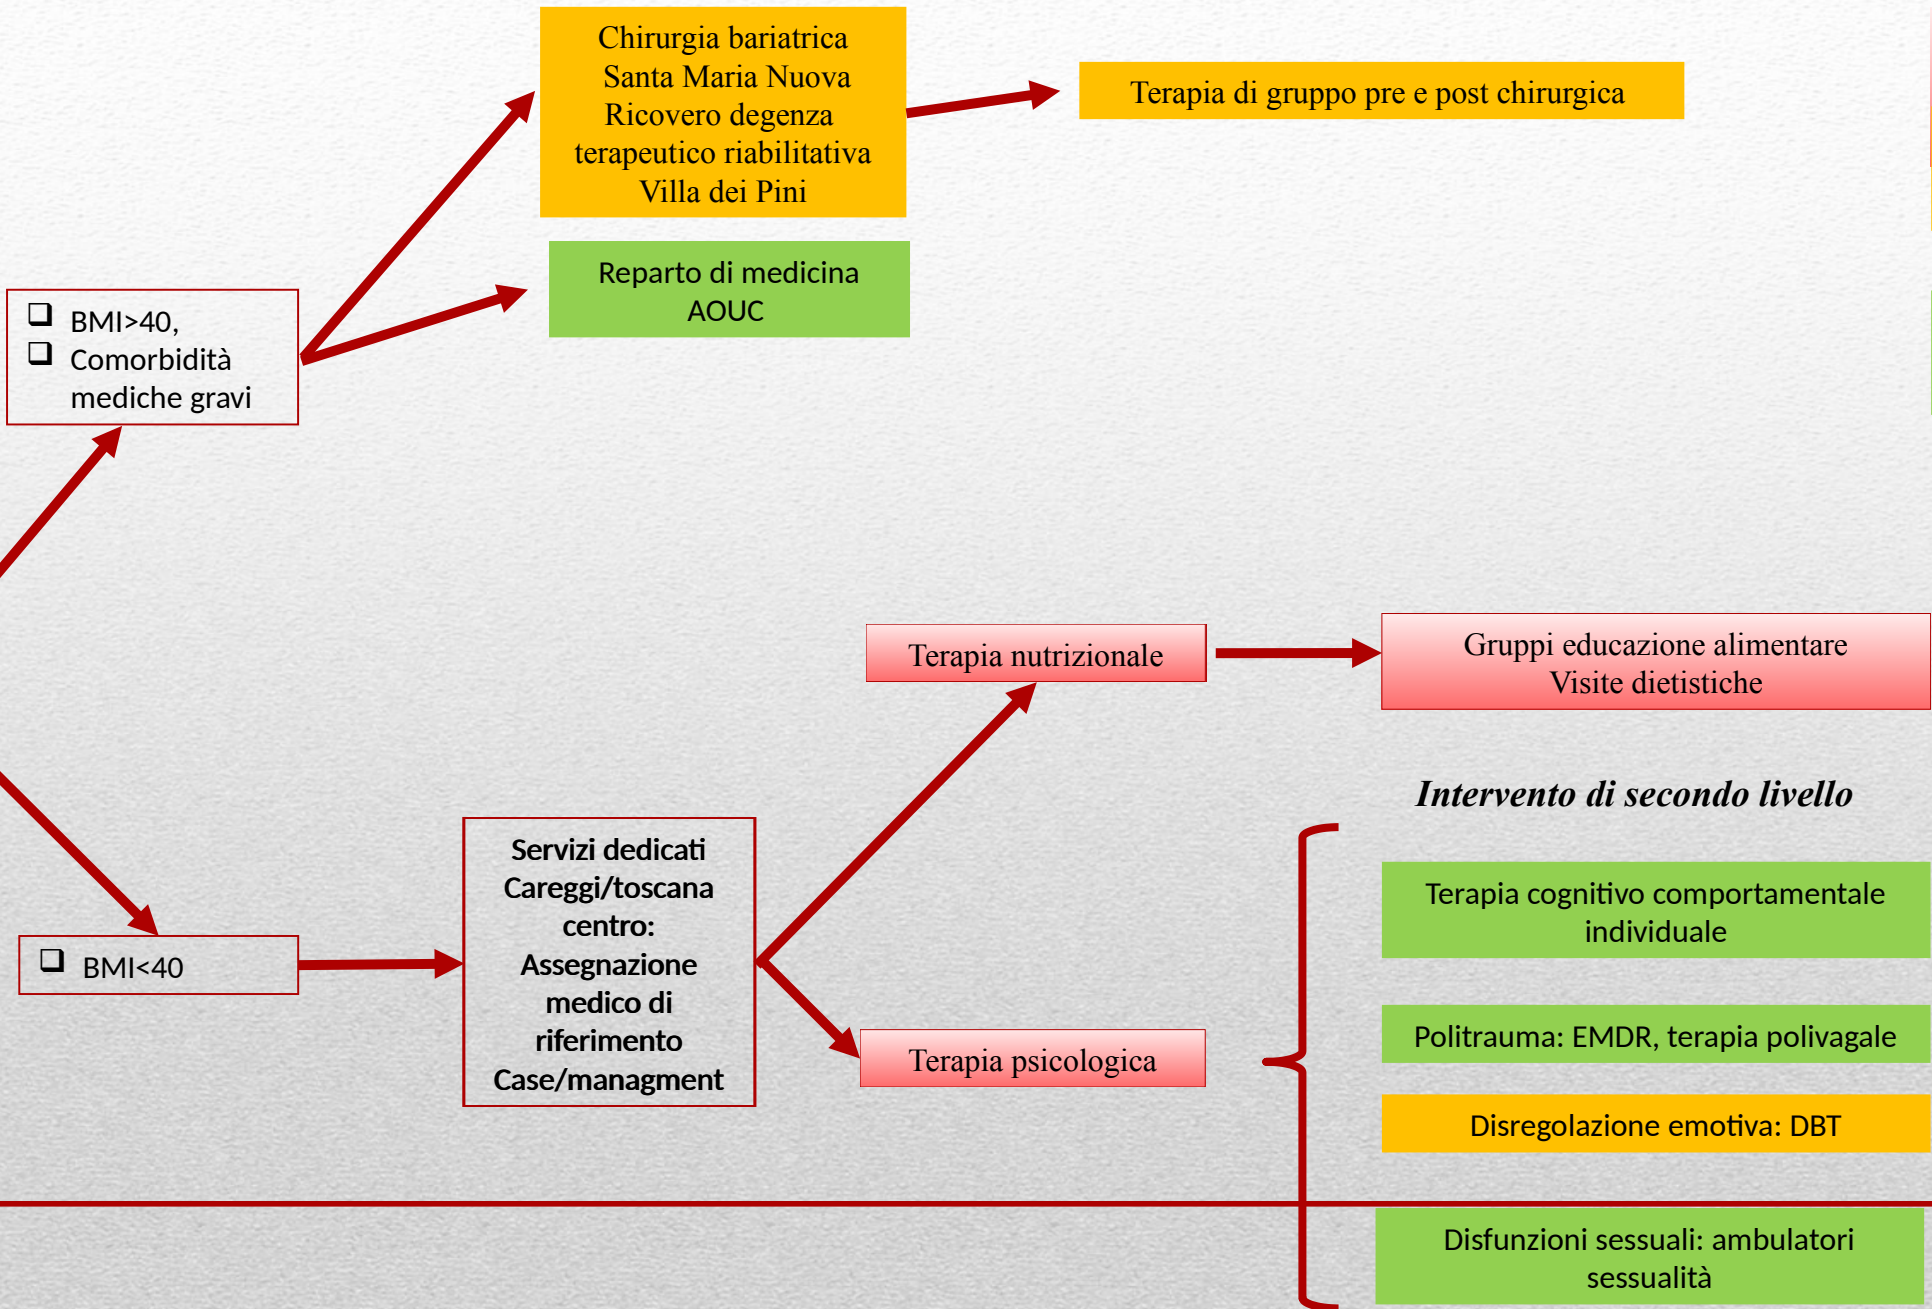 Chirurgia bariatrica
Santa Maria Nuova
Ricovero degenza
terapeutico riabilitativa
Villa dei Pini
Terapia di gruppo pre e post chirurgica
Reparto di medicina
AOUC
BMI>40,
Comorbidità
mediche gravi
Terapia nutrizionale
Gruppi educazione alimentare
Visite dietistiche
Intervento di secondo livello
Servizi dedicati
Careggi/toscana
centro:
Assegnazione
medico di
riferimento
Case/managment
Terapia cognitivo comportamentale
individuale
BMI<40
Terapia psicologica
Politrauma: EMDR, terapia polivagale
Disregolazione emotiva: DBT
Disfunzioni sessuali: ambulatori
sessualità